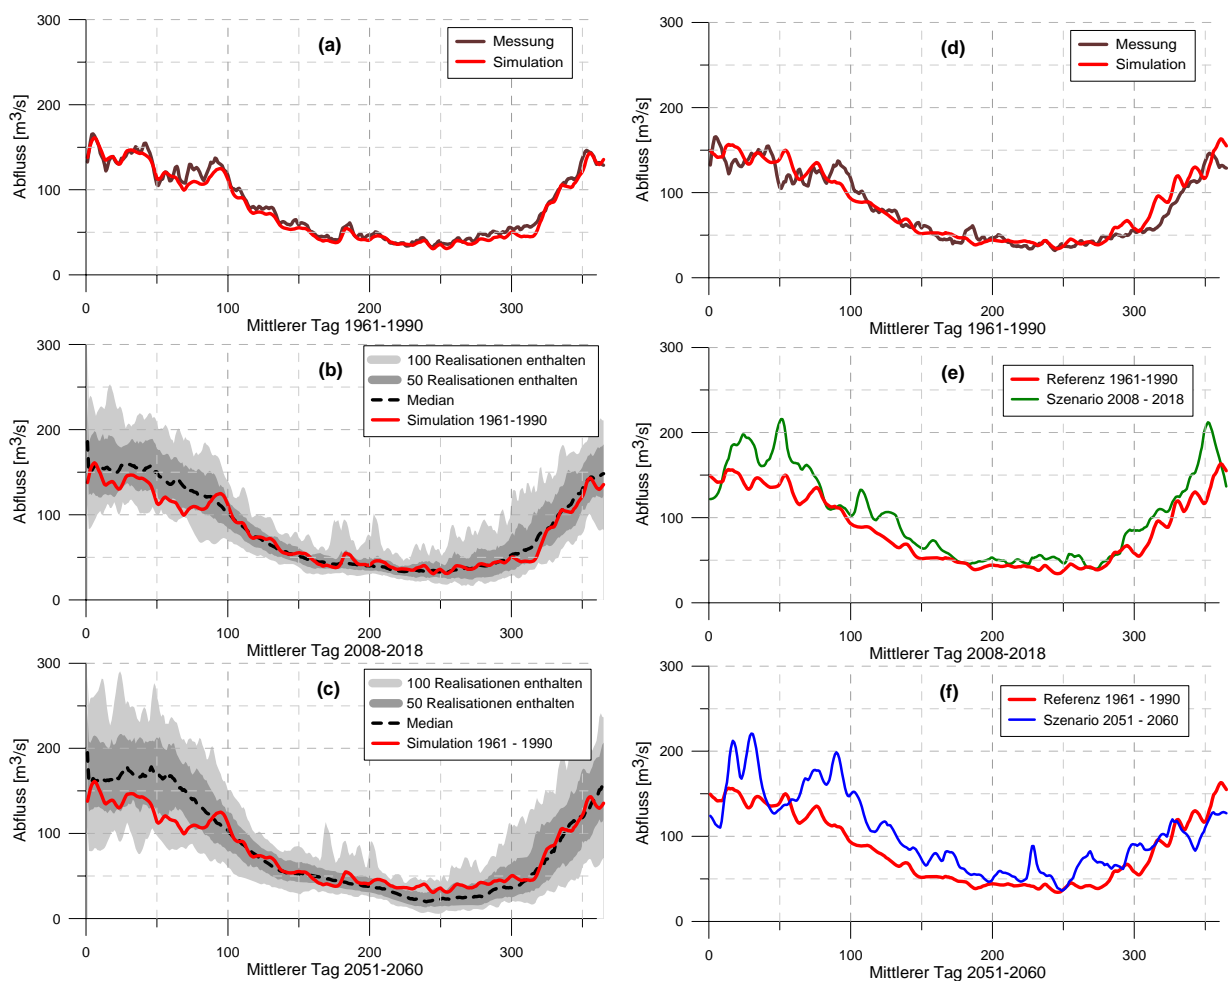 (a)
Messung
Simulation
Abfluss [m3/s]
300
200
100
0
0
100
200
300
Mittlerer Tag 1961-1990
(d)
Messung
Simulation
Abfluss [m3/s]
300
200
100
0
0
100
200
300
Mittlerer Tag 1961-1990
(b)
100 Realisationen enthalten
50 Realisationen enthalten
Median
Simulation 1961-1990
Abfluss [m3/s]
300
200
100
0
0
100
200
300
Mittlerer Tag 2008-2018
(e)
Referenz 1961-1990
Szenario 2008 - 2018
Abfluss [m3/s]
300
200
100
0
0
100
200
300
Mittlerer Tag 2008-2018
(c)
100 Realisationen enthalten
50 Realisationen enthalten
Median
Simulation 1961 - 1990
Abfluss [m3/s]
300
200
100
0
0
100
200
300
Mittlerer Tag 2051-2060
(f)
Referenz 1961 - 1990
Szenario 2051 - 2060
Abfluss [m3/s]
300
200
100
0
0
100
200
300
Mittlerer Tag 2051-2060